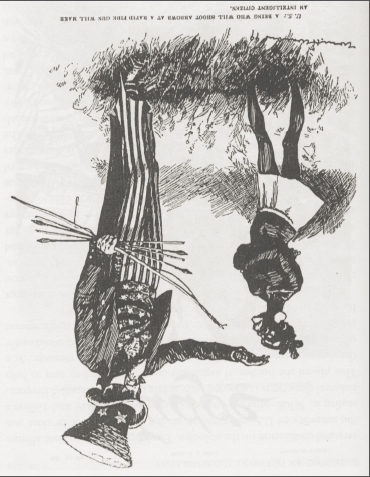 U. S.: A BEING WHO WILL SHOOT ARROWS AT A RAPID FIRE GUN WILL MAKE
AN INTELLIGENT CITIZEN.